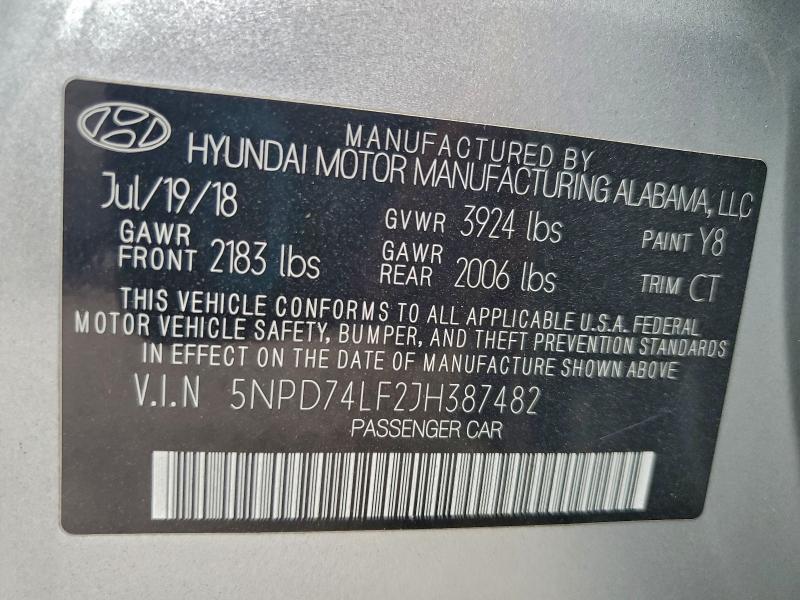 MANUFACTURED BY
HYUNDAI MOTOR MANUFACTURING ALABAMA, LLC
Jul/19/18 GVWR 3924 lbs PAINT Y8
GAWR FRONT 2183 lbs GAWR REAR 2006 lbs TRIM CT
THIS VEHICLE CONFORMS TO ALL APPLICABLE U.S.A. FEDERAL
MOTOR VEHICLE SAFETY, BUMPER, AND THEFT PREVENTION STANDARDS
IN EFFECT ON THE DATE OF MANUFACTURE SHOWN ABOVE.
V.I.N 5NPD74LF2JH387482
PASSENGER CAR